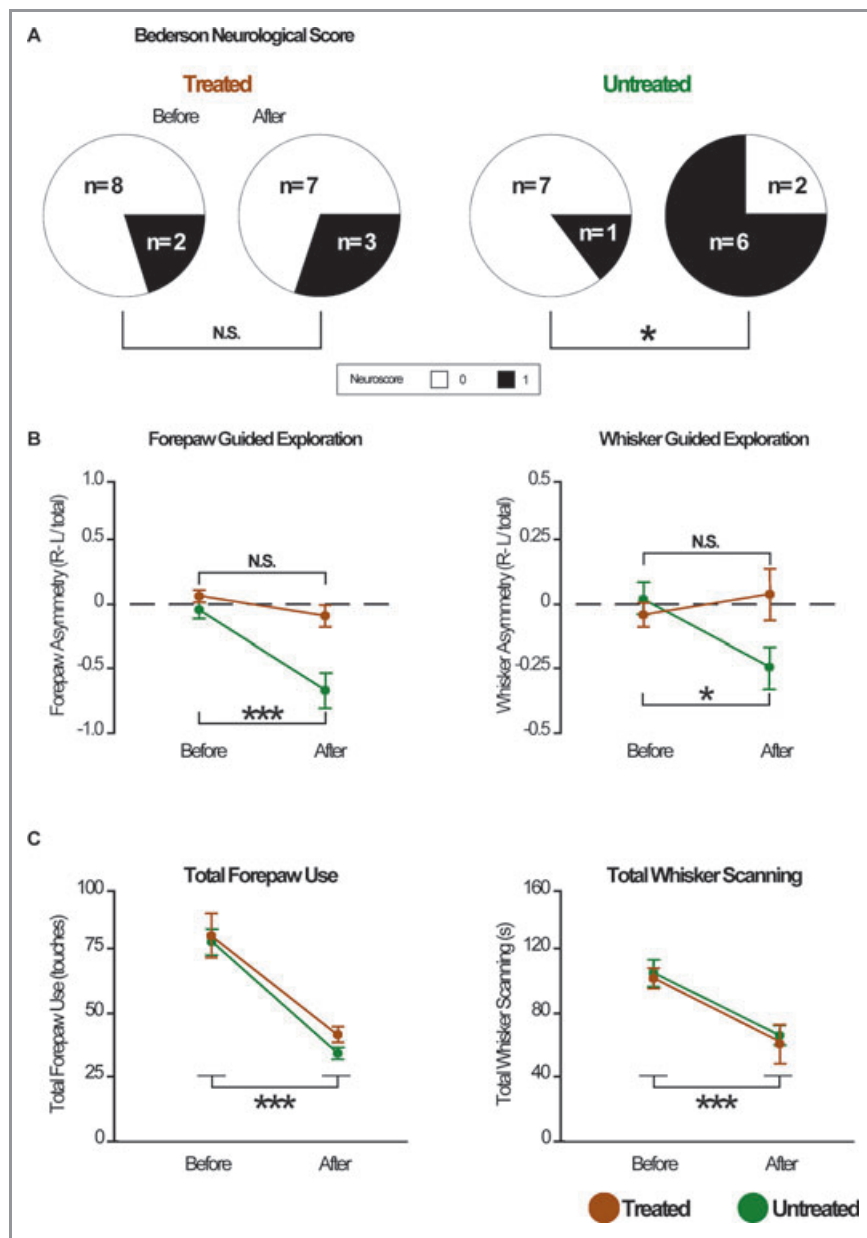 A Bederson Neurological Score
Treated Untreated
Before After
n=8 n=7 n=7 n=2
n=2 n=3 n=1 n=6
N.S. *
Neuroscore 0 1
B Forepaw Guided Exploration Whisker Guided Exploration
Forepaw Asymmetry (R-L/total)
1.0
0.5
0
-0.5
-1.0
N.S.
***
Before After
Whisker Asymmetry (R-L/total)
0.5
0.25
0
-0.25
-0.5
N.S.
*
Before After
C
Total Forepaw Use
Total Forepaw Use (touches)
100
75
50
25
0
***
Before After
Total Whisker Scanning
Total Whisker Scanning (s)
160
120
80
40
0
***
Before After
Treated Untreated